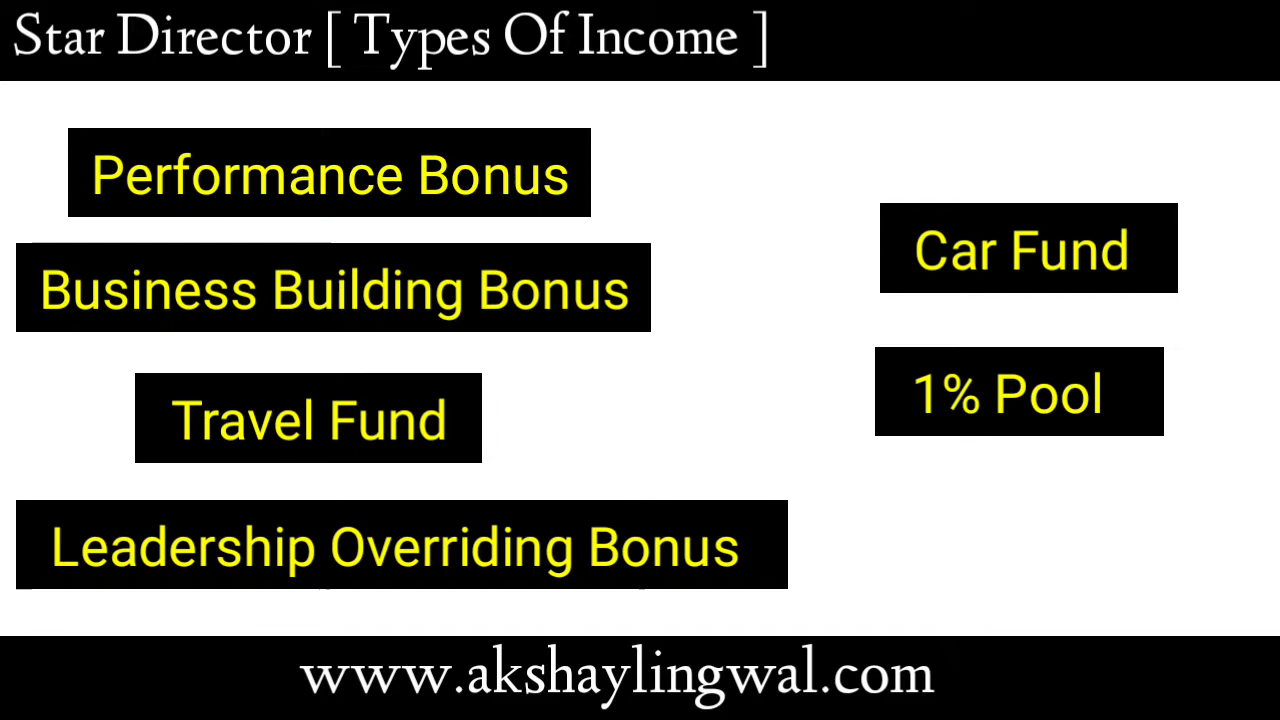 Star Director [ Types Of Income ]
Performance Bonus
Business Building Bonus
Travel Fund
Leadership Overriding Bonus
Car Fund
1% Pool
www.akshaylingwal.com